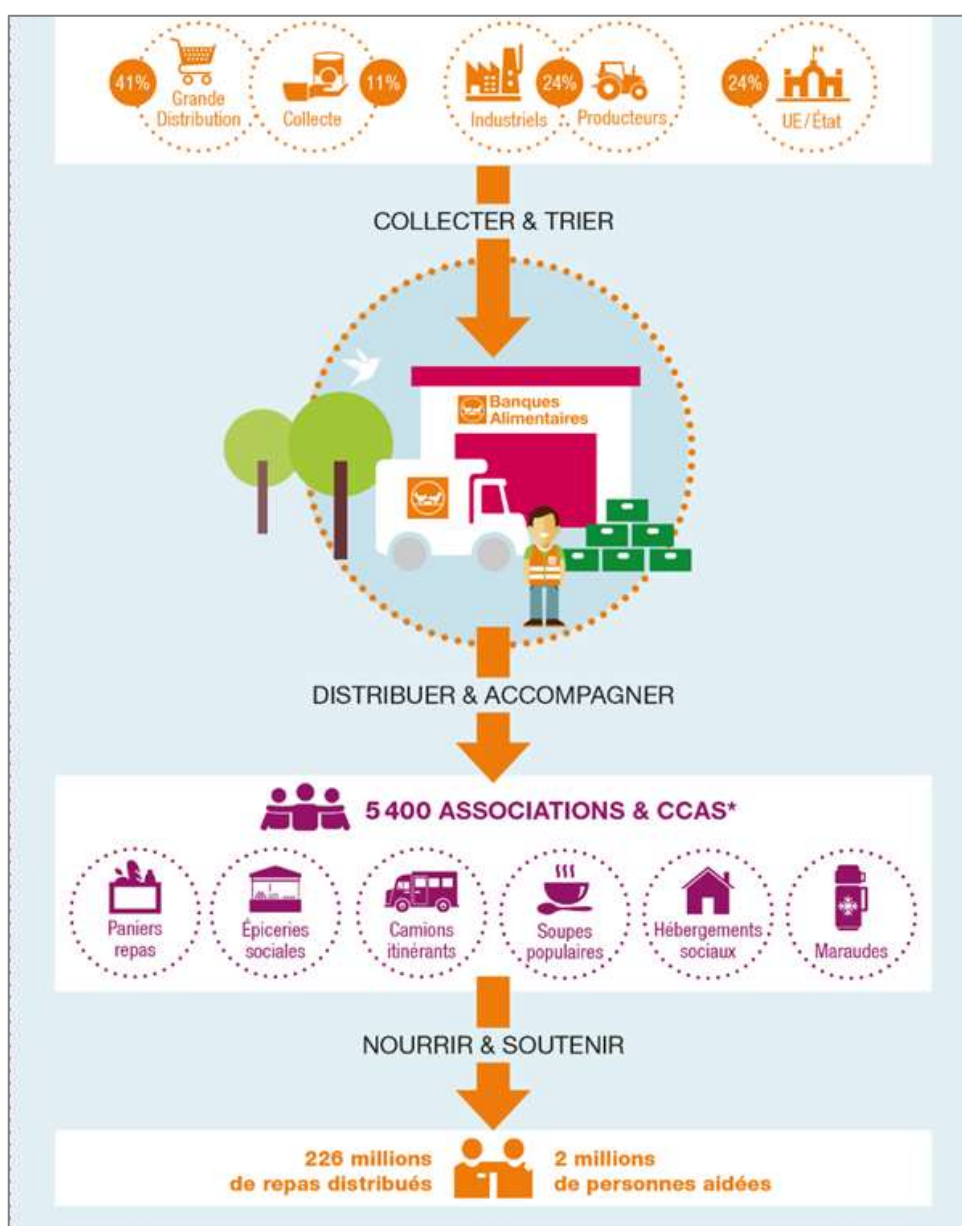 41%
Grande
Distribution
Collecte
11%
Industriels
24%
Producteurs
24%
UE/État
COLLECTER & TRIER
Banques
Alimentaires
DISTRIBUER & ACCOMPAGNER
5 400 ASSOCIATIONS & CCAS*
Paniers
repas
Épiceries
sociales
Camions
itinérants
Soupes
populaires
Hébergements
sociaux
Maraudes
NOURRIR & SOUTENIR
226 millions
de repas distribués
2 millions
de personnes aidées